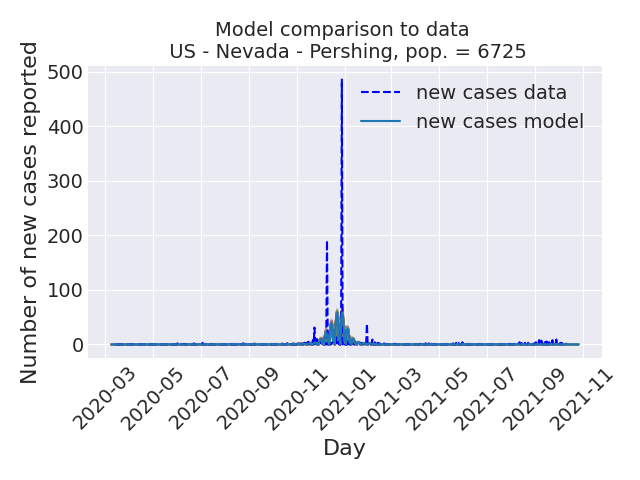 Model comparison to data
US - Nevada - Pershing, pop. = 6725
Number of new cases reported
500
400
300
200
100
0
new cases data
new cases model
2020-03
2020-05
2020-07
2020-09
2020-11
2021-01
2021-03
2021-05
2021-07
2021-09
2021-11
Day